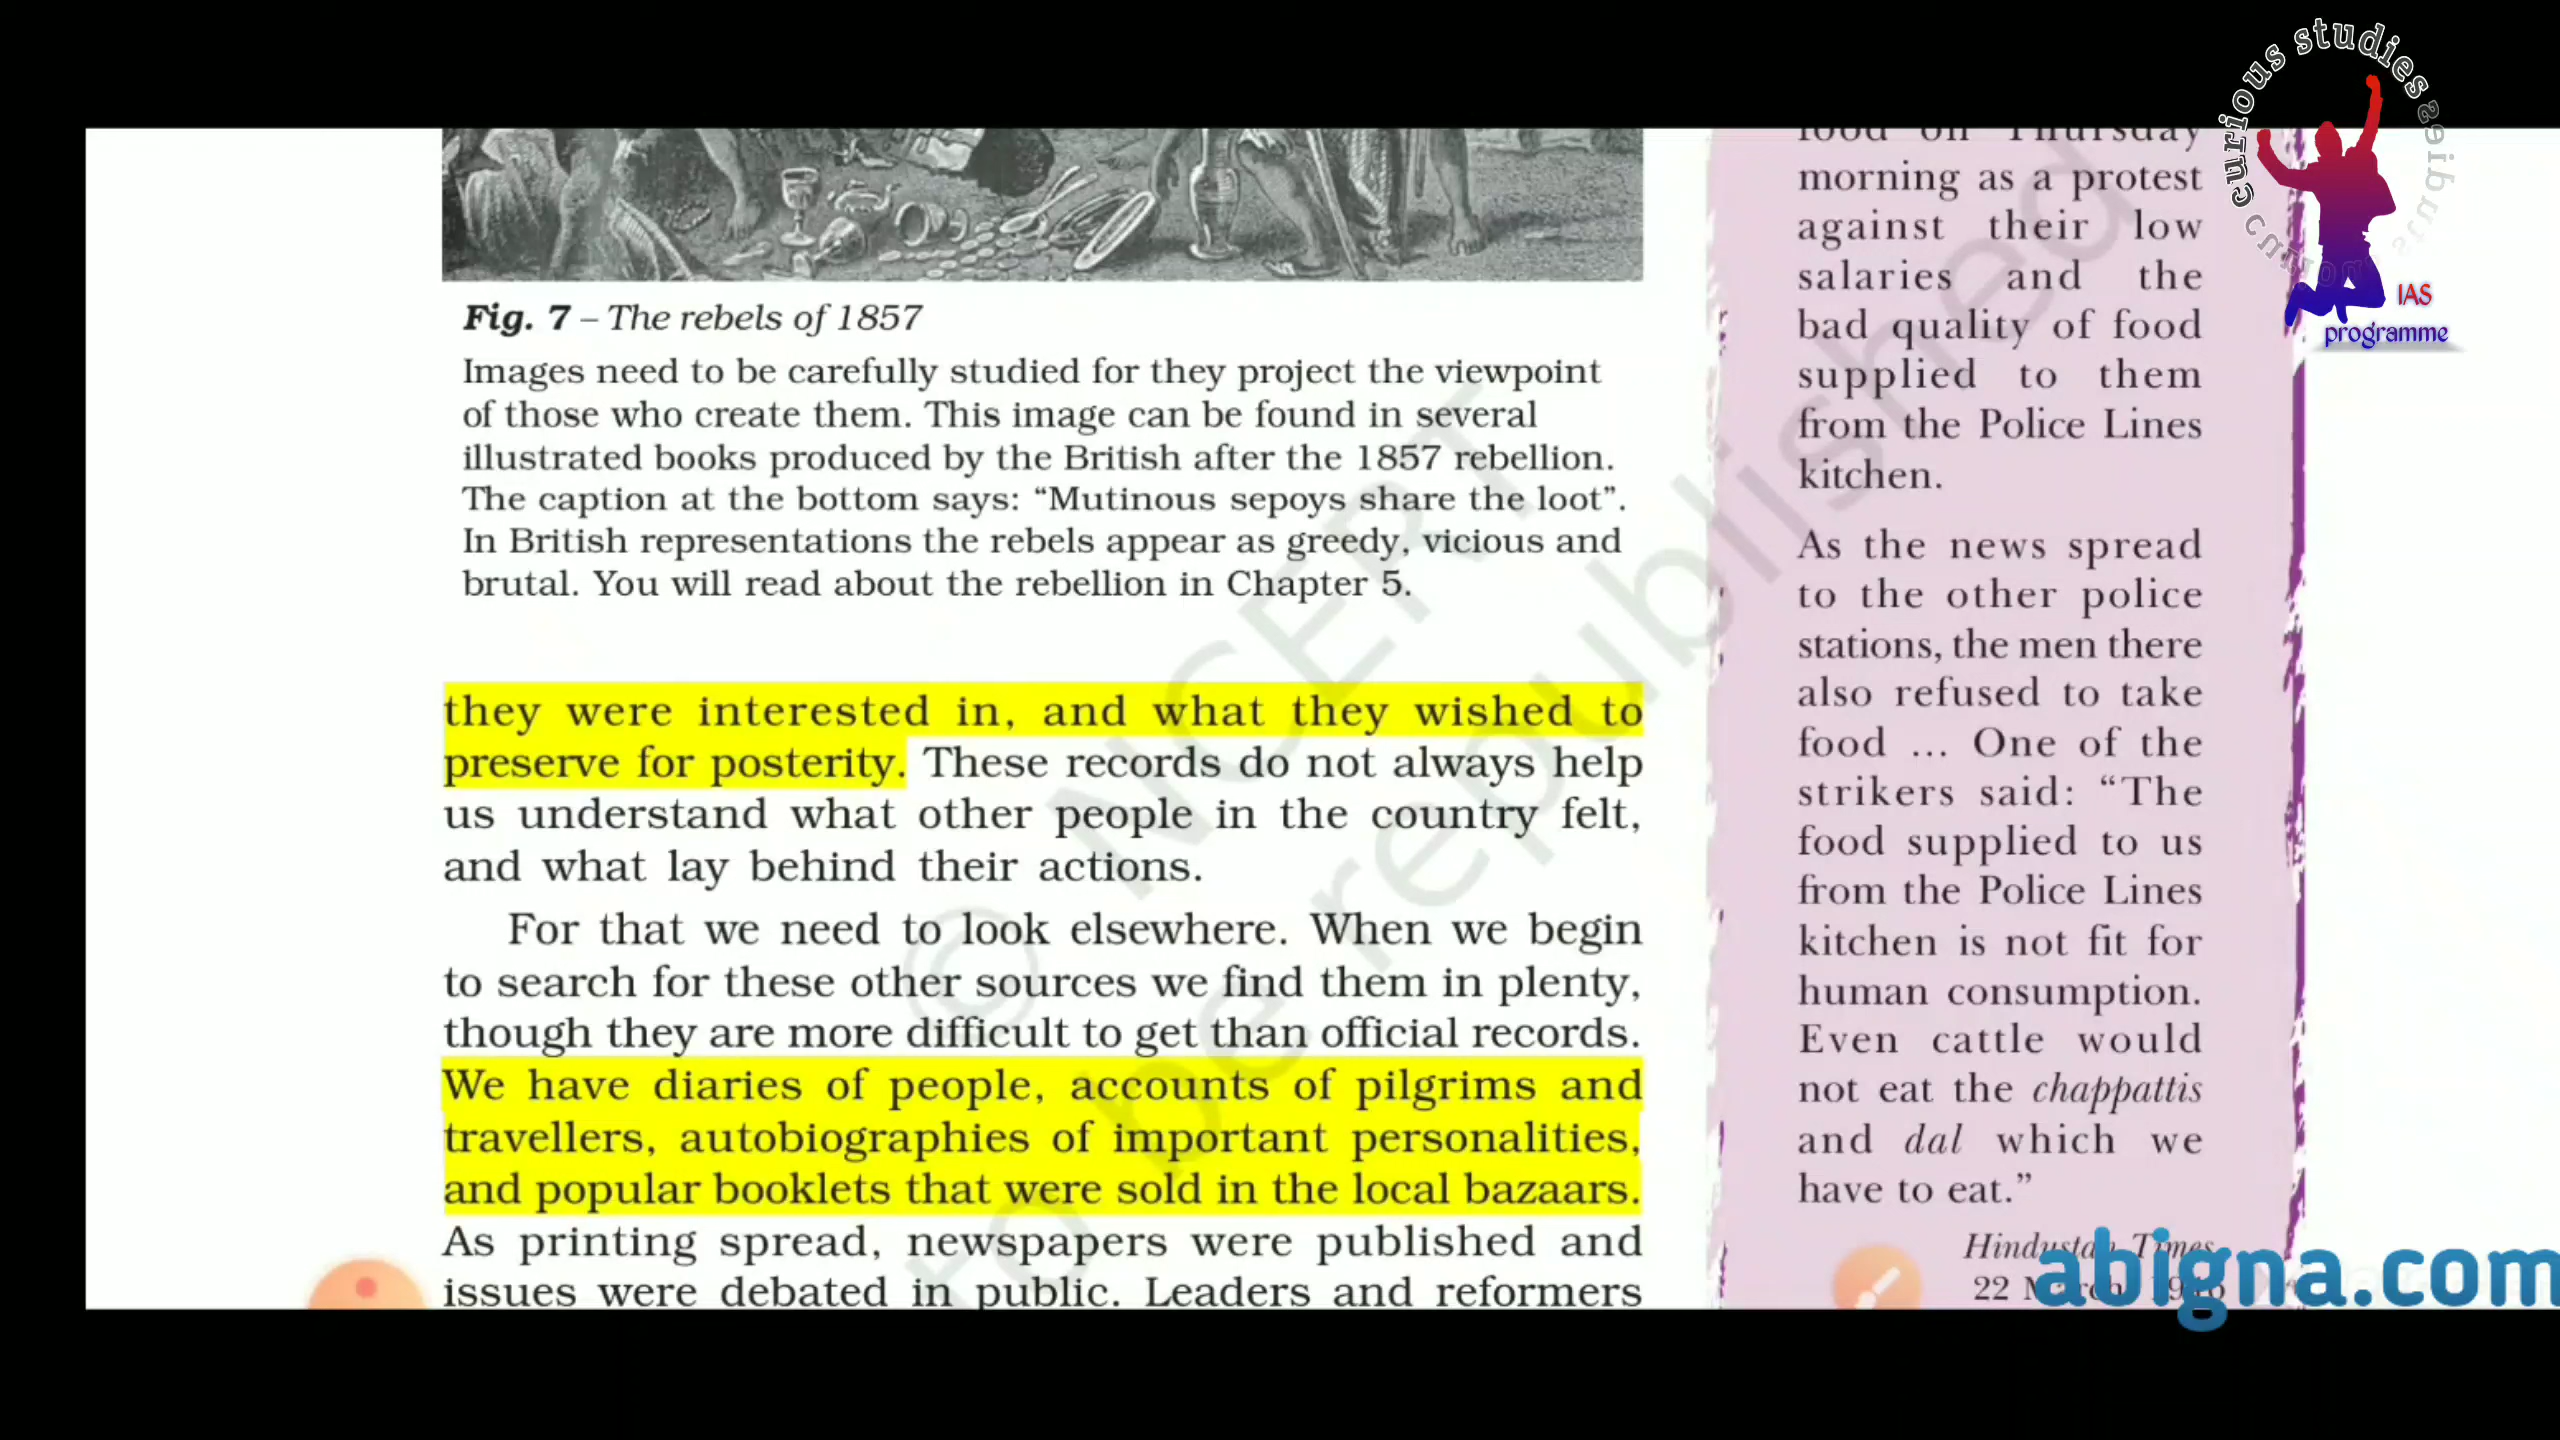 Fig. 7 – The rebels of 1857
Images need to be carefully studied for they project the viewpoint
of those who create them. This image can be found in several
illustrated books produced by the British after the 1857 rebellion.
The caption at the bottom says: “Mutinous sepoys share the loot”.
In British representations the rebels appear as greedy, vicious and
brutal. You will read about the rebellion in Chapter 5.
they were interested in, and what they wished to
preserve for posterity. These records do not always help
us understand what other people in the country felt,
and what lay behind their actions.
For that we need to look elsewhere. When we begin
to search for these other sources we find them in plenty,
though they are more difficult to get than official records.
We have diaries of people, accounts of pilgrims and
travellers, autobiographies of important personalities,
and popular booklets that were sold in the local bazaars.
As printing spread, newspapers were published and
issues were debated in public. Leaders and reformers
food on Thursday
morning as a protest
against their low
salaries and the
bad quality of food
supplied to them
from the Police Lines
kitchen.
As the news spread
to the other police
stations, the men there
also refused to take
food ... One of the
strikers said: “The
food supplied to us
from the Police Lines
kitchen is not fit for
human consumption.
Even cattle would
not eat the chappattis
and dal which we
have to eat.”
Hindustan Times
22
© NCERT
to be republished
curious studies
IAS
programme
abigna.com